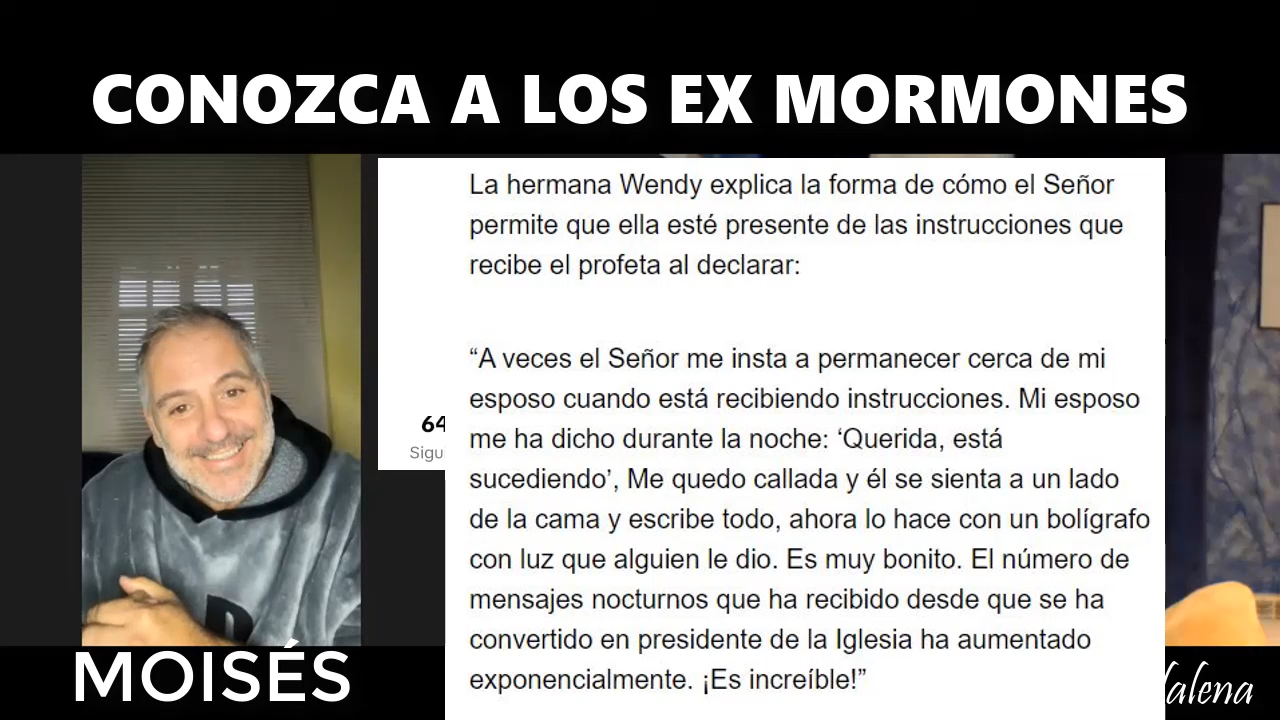 CONOZCA A LOS EX MORMONES
La hermana Wendy explica la forma de cómo el Señor
permite que ella esté presente de las instrucciones que
recibe el profeta al declarar:
“A veces el Señor me insta a permanecer cerca de mi
esposo cuando está recibiendo instrucciones. Mi esposo
me ha dicho durante la noche: ‘Querida, está
sucediendo’, Me quedo callada y él se sienta a un lado
de la cama y escribe todo, ahora lo hace con un bolígrafo
con luz que alguien le dio. Es muy bonito. El número de
mensajes nocturnos que ha recibido desde que se ha
convertido en presidente de la Iglesia ha aumentado
exponencialmente. ¡Es increíble!”
64
Sigu
MOISÉS
dalena